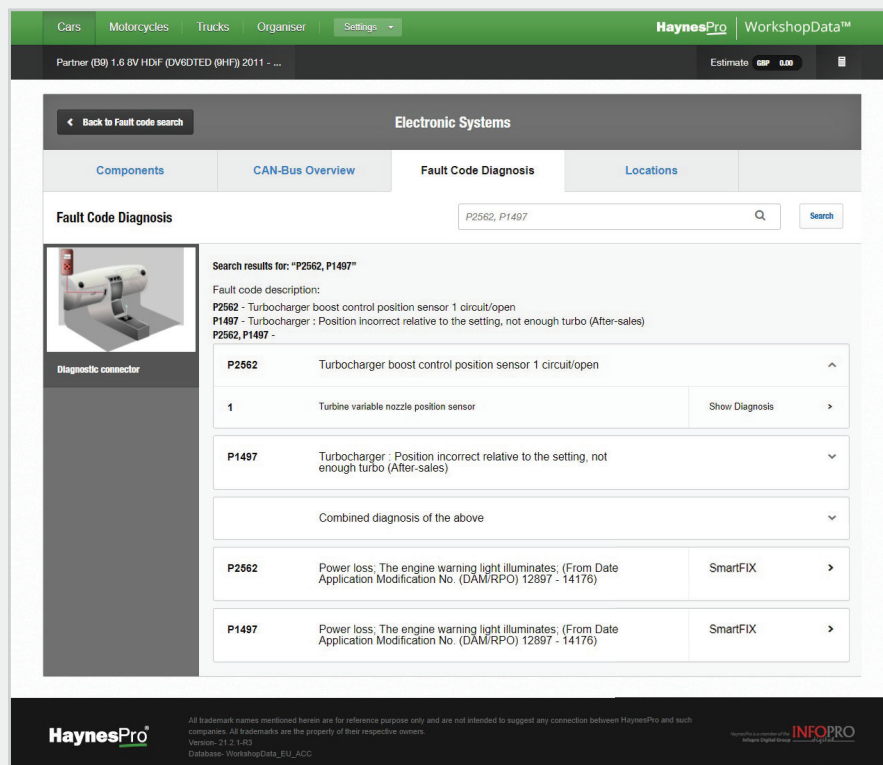 Cars Motorcycles Trucks Organiser Settings HaynesPro WorkshopData™
Partner (B9) 1.6 8V HDiF (DV6DTED (9HF)) 2011 - ... Estimate GBP 0.00
Back to Fault code search Electronic Systems
Components CAN-Bus Overview Fault Code Diagnosis Locations
Fault Code Diagnosis P2562, P1497 Search
Search results for: “P2562, P1497”
Fault code description:
P2562 - Turbocharger boost control position sensor 1 circuit/open
P1497 - Turbocharger : Position incorrect relative to the setting, not enough turbo (After-sales)
P2562, P1497 -
Diagnostic connector
P2562 Turbocharger boost control position sensor 1 circuit/open
1 Turbine variable nozzle position sensor Show Diagnosis
P1497 Turbocharger : Position incorrect relative to the setting, not
enough turbo (After-sales)
Combined diagnosis of the above
P2562 Power loss; The engine warning light illuminates; (From Date
Application Modification No. (DAM/RPO) 12897 - 14176) SmartFIX
P1497 Power loss; The engine warning light illuminates; (From Date
Application Modification No. (DAM/RPO) 12897 - 14176) SmartFIX
HaynesPro®
All trademark names mentioned herein are for reference purpose only and are not intended to suggest any connection between HaynesPro and such
companies. All trademarks are the property of their respective owners.
Version- 21.2.1-R3
Database- WorkshopData_EU_ACC
HaynesPro is a member of the
Infopro Digital Group
INFOPRO
digital